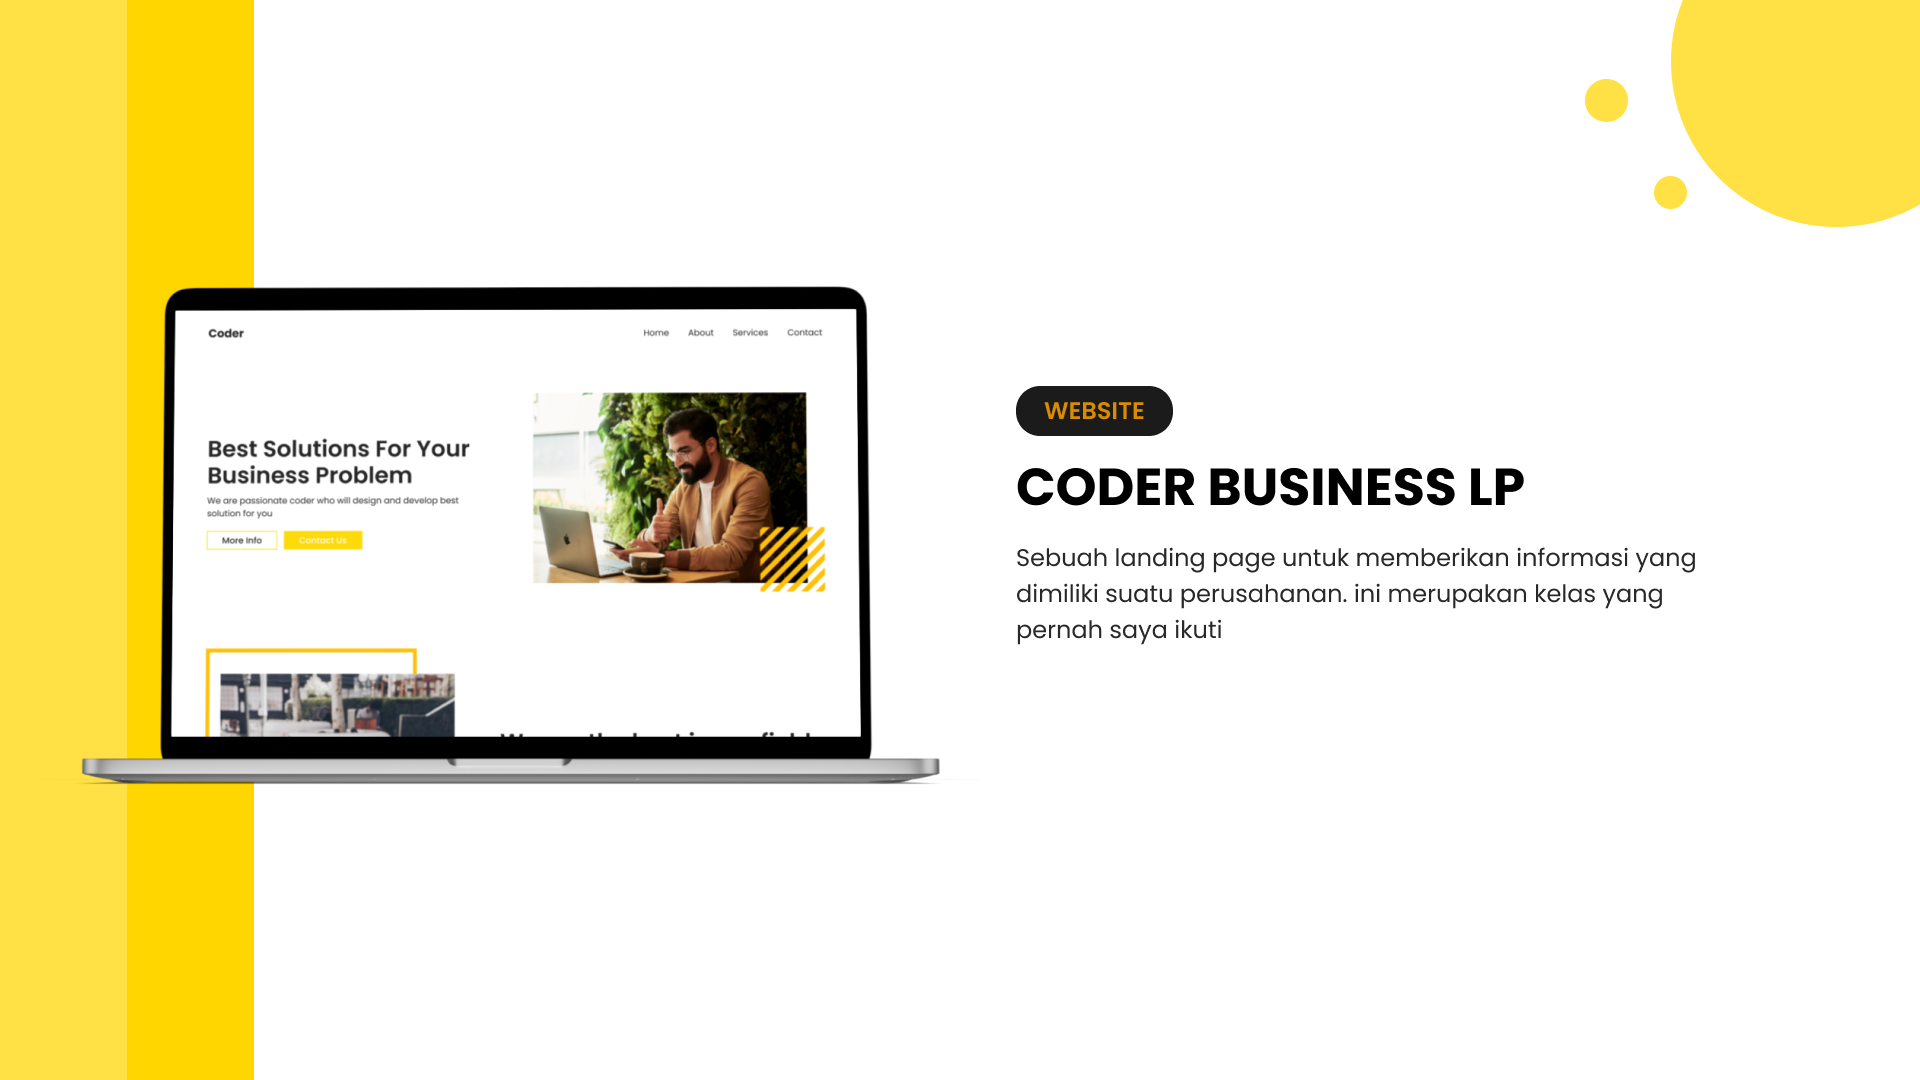 Coder
Home About Services Contact
Best Solutions For Your
Business Problem
We are passionate coder who will design and develop best
solution for you
More Info Contact Us
WEBSITE
CODER BUSINESS LP
Sebuah landing page untuk memberikan informasi yang
dimiliki suatu perusahanan. ini merupakan kelas yang
pernah saya ikuti